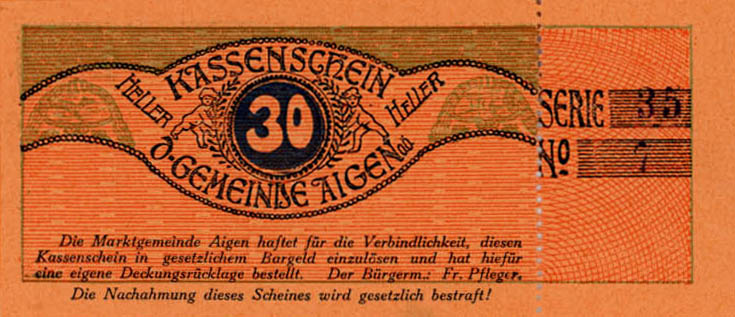 KASSENSCHEIN
HELLER 30 HELLER
D-GEMEINDE AIGEN OÖ
Die Marktgemeinde Aigen haftet für die Verbindlichkeit, diesen
Kassenschein in gesetzlichem Bargeld einzulösen und hat hiefür
eine eigene Deckungsrücklage bestellt. Der Bürgerm.: Fr. Pfleger.
Die Nachahmung dieses Scheines wird gesetzlich bestraft!
SERIE 35
No 7